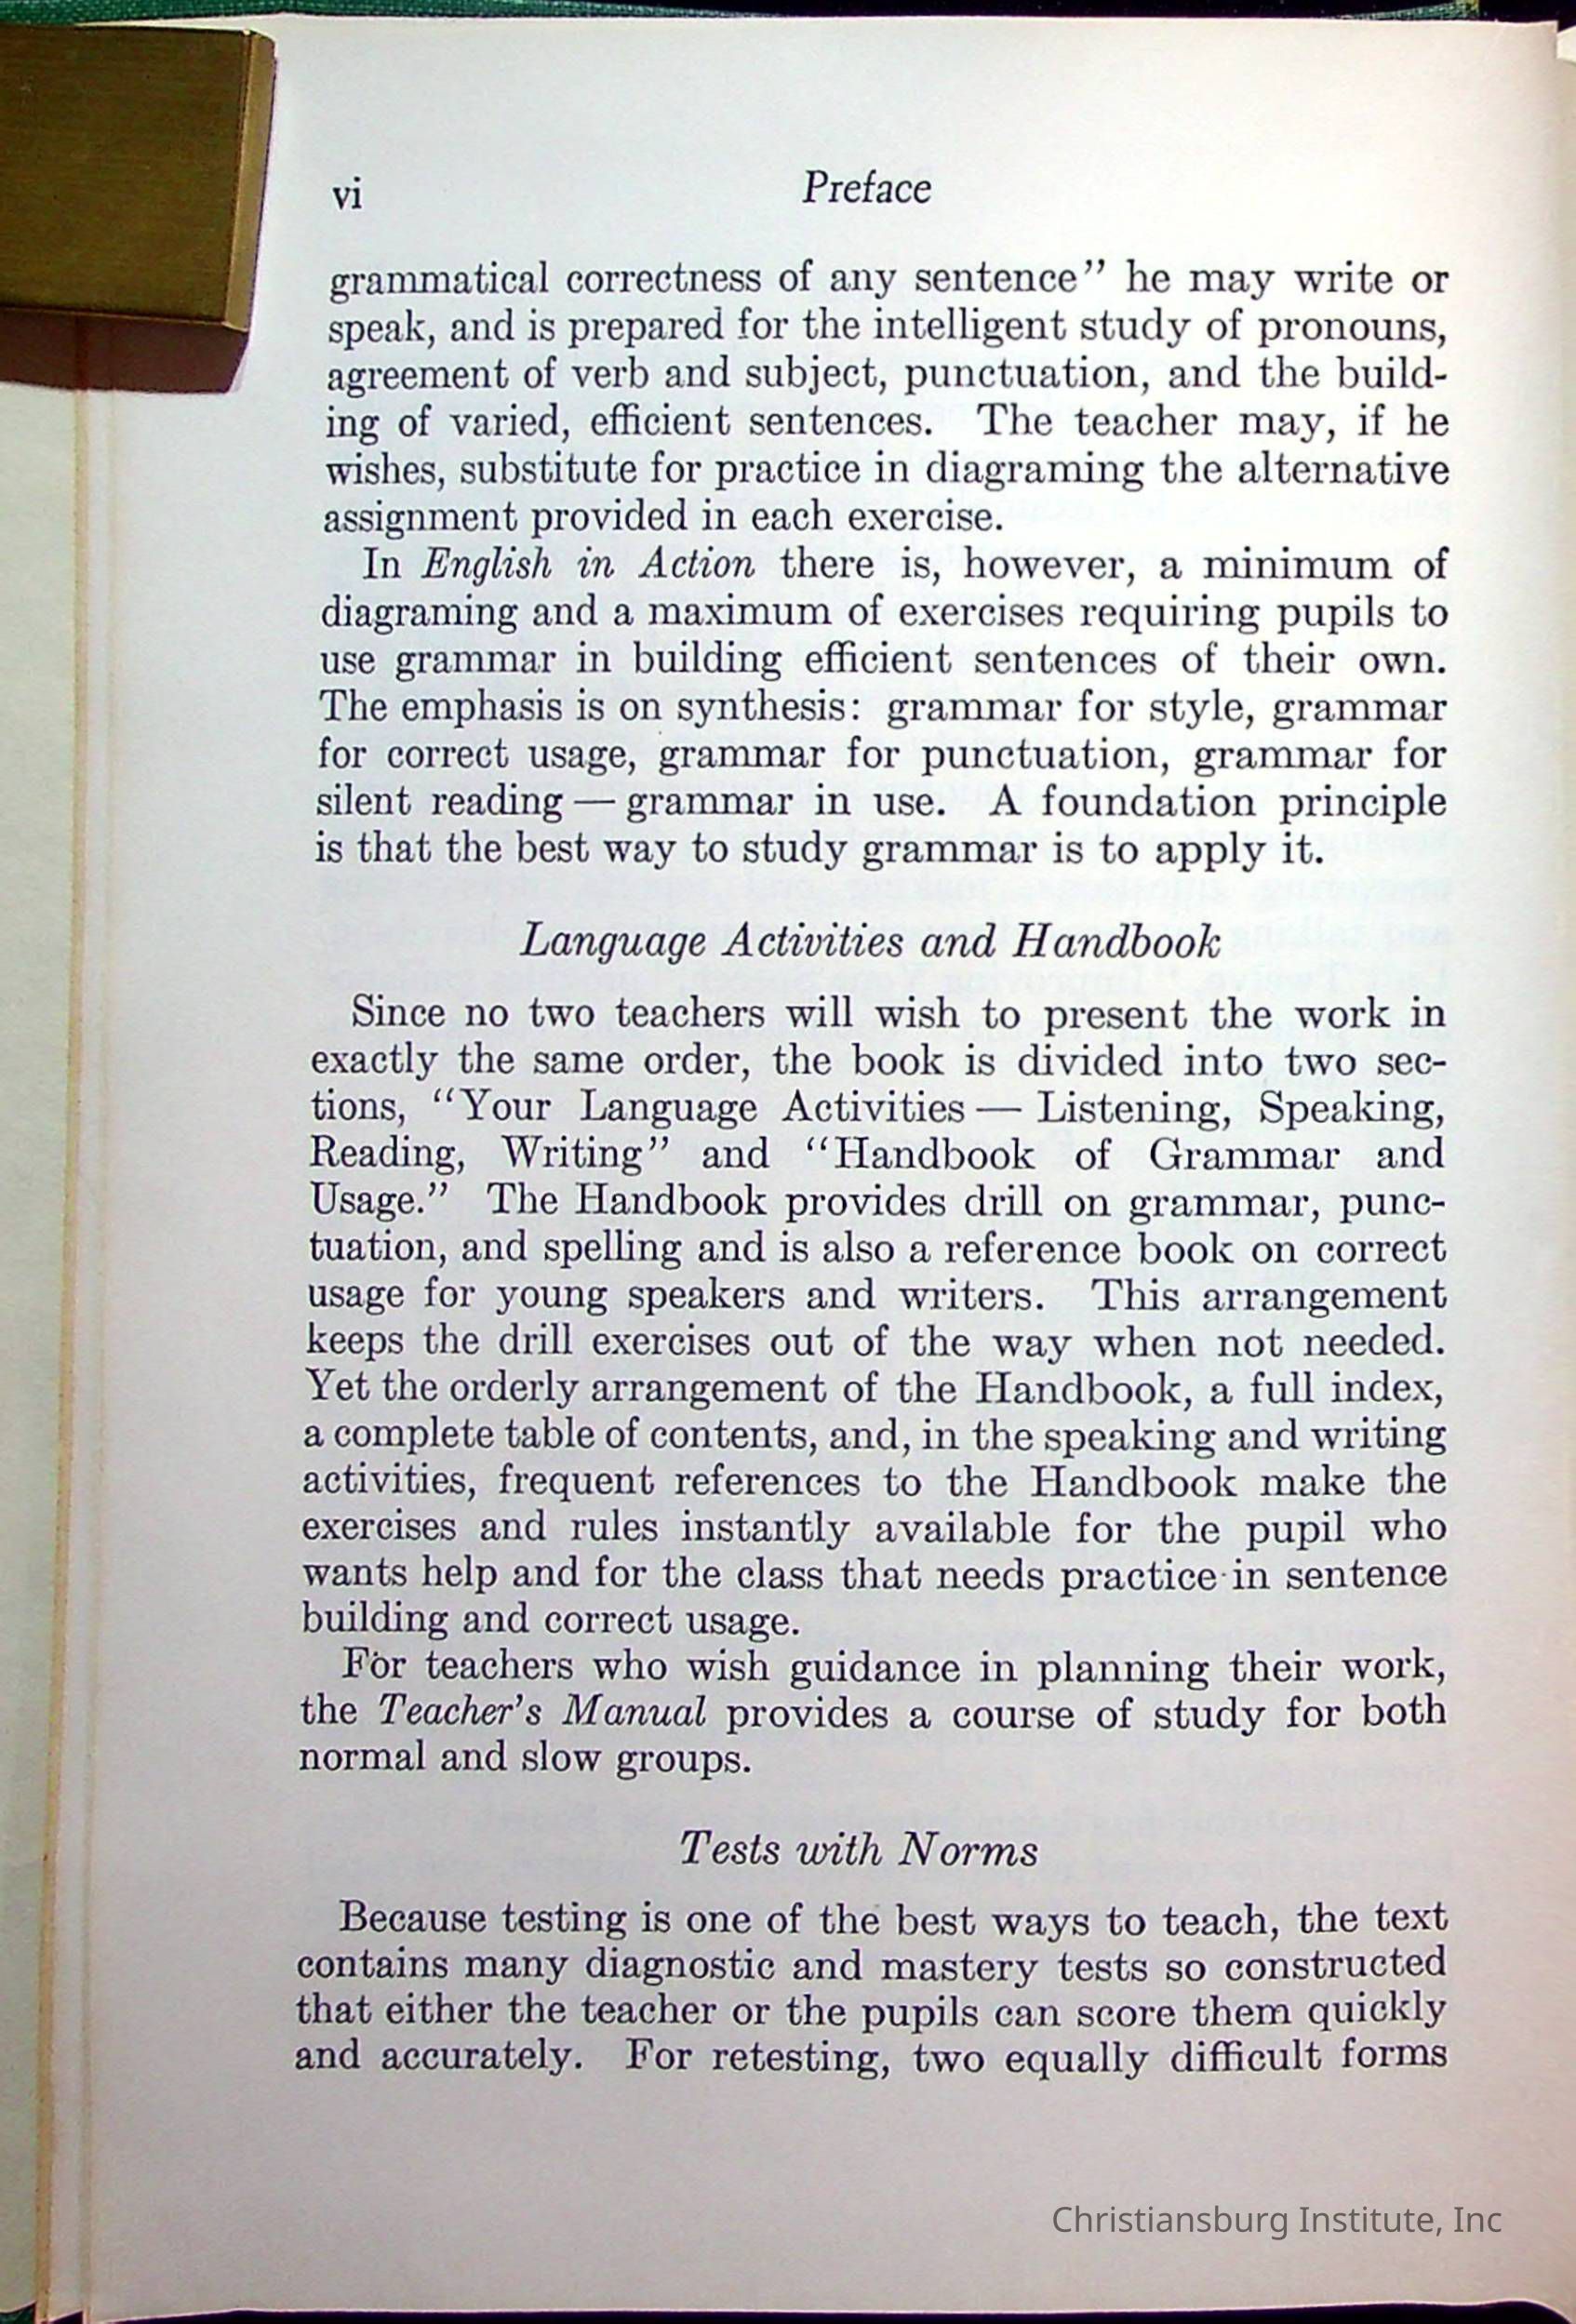 vi
Preface
grammatical correctness of any sentence” he may write or
speak, and is prepared for the intelligent study of pronouns,
agreement of verb and subject, punctuation, and the build-
ing of varied, efficient sentences. The teacher may, if he
wishes, substitute for practice in diagraming the alternative
assignment provided in each exercise.
In English in Action there is, however, a minimum of
diagraming and a maximum of exercises requiring pupils to
use grammar in building efficient sentences of their own.
The emphasis is on synthesis: grammar for style, grammar
for correct usage, grammar for punctuation, grammar for
silent reading — grammar in use. A foundation principle
is that the best way to study grammar is to apply it.
Language Activities and Handbook
Since no two teachers will wish to present the work in
exactly the same order, the book is divided into two sec-
tions, “Your Language Activities — Listening, Speaking,
Reading, Writing” and “Handbook of Grammar and
Usage.” The Handbook provides drill on grammar, punc-
tuation, and spelling and is also a reference book on correct
usage for young speakers and writers. This arrangement
keeps the drill exercises out of the way when not needed.
Yet the orderly arrangement of the Handbook, a full index,
a complete table of contents, and, in the speaking and writing
activities, frequent references to the Handbook make the
exercises and rules instantly available for the pupil who
wants help and for the class that needs practice in sentence
building and correct usage.
For teachers who wish guidance in planning their work,
the Teacher’s Manual provides a course of study for both
normal and slow groups.
Tests with Norms
Because testing is one of the best ways to teach, the text
contains many diagnostic and mastery tests so constructed
that either the teacher or the pupils can score them quickly
and accurately. For retesting, two equally difficult forms
Christiansburg Institute, Inc